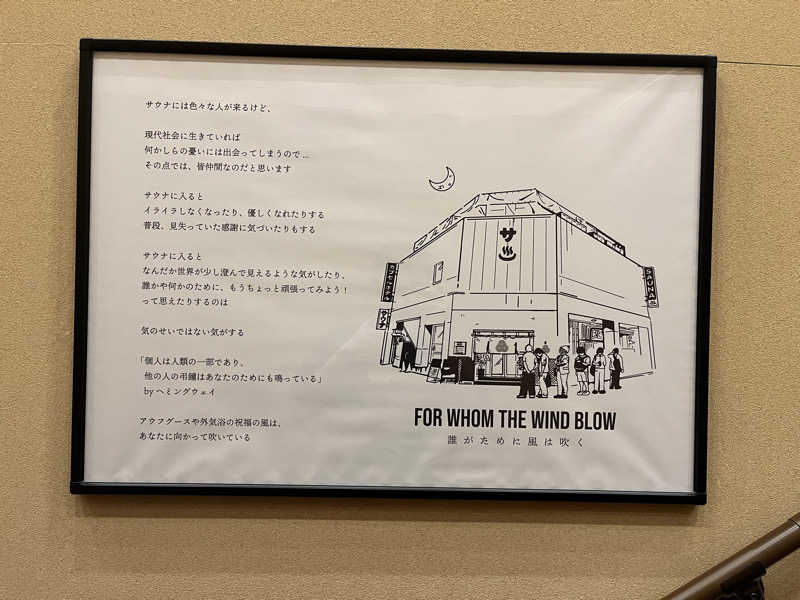 サウナには色々な人が来るけど、
現代社会に生きていれば
何かしらの憂いには出会ってしまうので...
その点では、皆仲間なのだと思います
サウナに入ると
イライラしなくなったり、優しくなれたりする
普段、見失っていた感謝に気づいたりもする
サウナに入ると
なんだか世界が少し澄んで見えるような気がしたり、
誰かや何かのために、もうちょっと頑張ってみよう！
って思えたりするのは
気のせいではない気がする
「個人は人類の一部であり、
他の人の弔鐘はあなたのためにも鳴っている」
by ヘミングウェイ
アウフグースや外気浴の祝福の風は、
あなたに向かって吹いている
サ
カプセルホテル
サウナ
SAUNA
FOR WHOM THE WIND BLOW
誰がために風は吹く